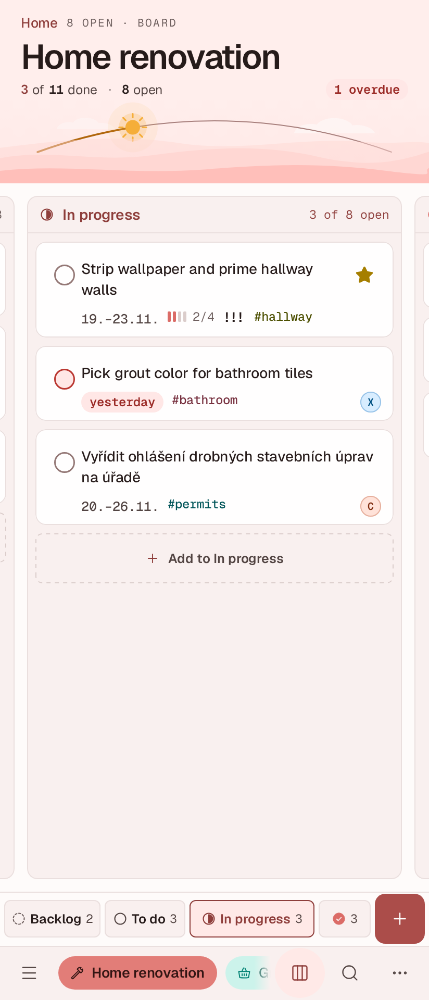 Home 8 OPEN · BOARD
Home renovation
3 of 11 done · 8 open
1 overdue
In progress
3 of 8 open
Strip wallpaper and prime hallway
walls
19.–23.11. 2/4 !!! #hallway
Pick grout color for bathroom tiles
yesterday #bathroom X
Vyřídit ohlášení drobných stavebních úprav
na úřadě
20.–26.11. #permits C
+ Add to In progress
Backlog 2 To do 3 In progress 3 3 +
Home renovation G